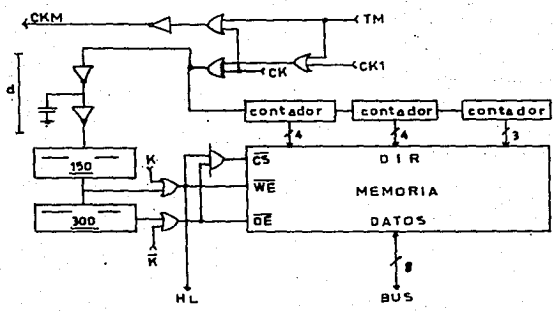 CKM
TM
CK
CK1
d
contador
contador
contador
4
4
3
150
K
CS
DIR
WE
MEMORIA
300
OE
DATOS
K
8
HL
BUS